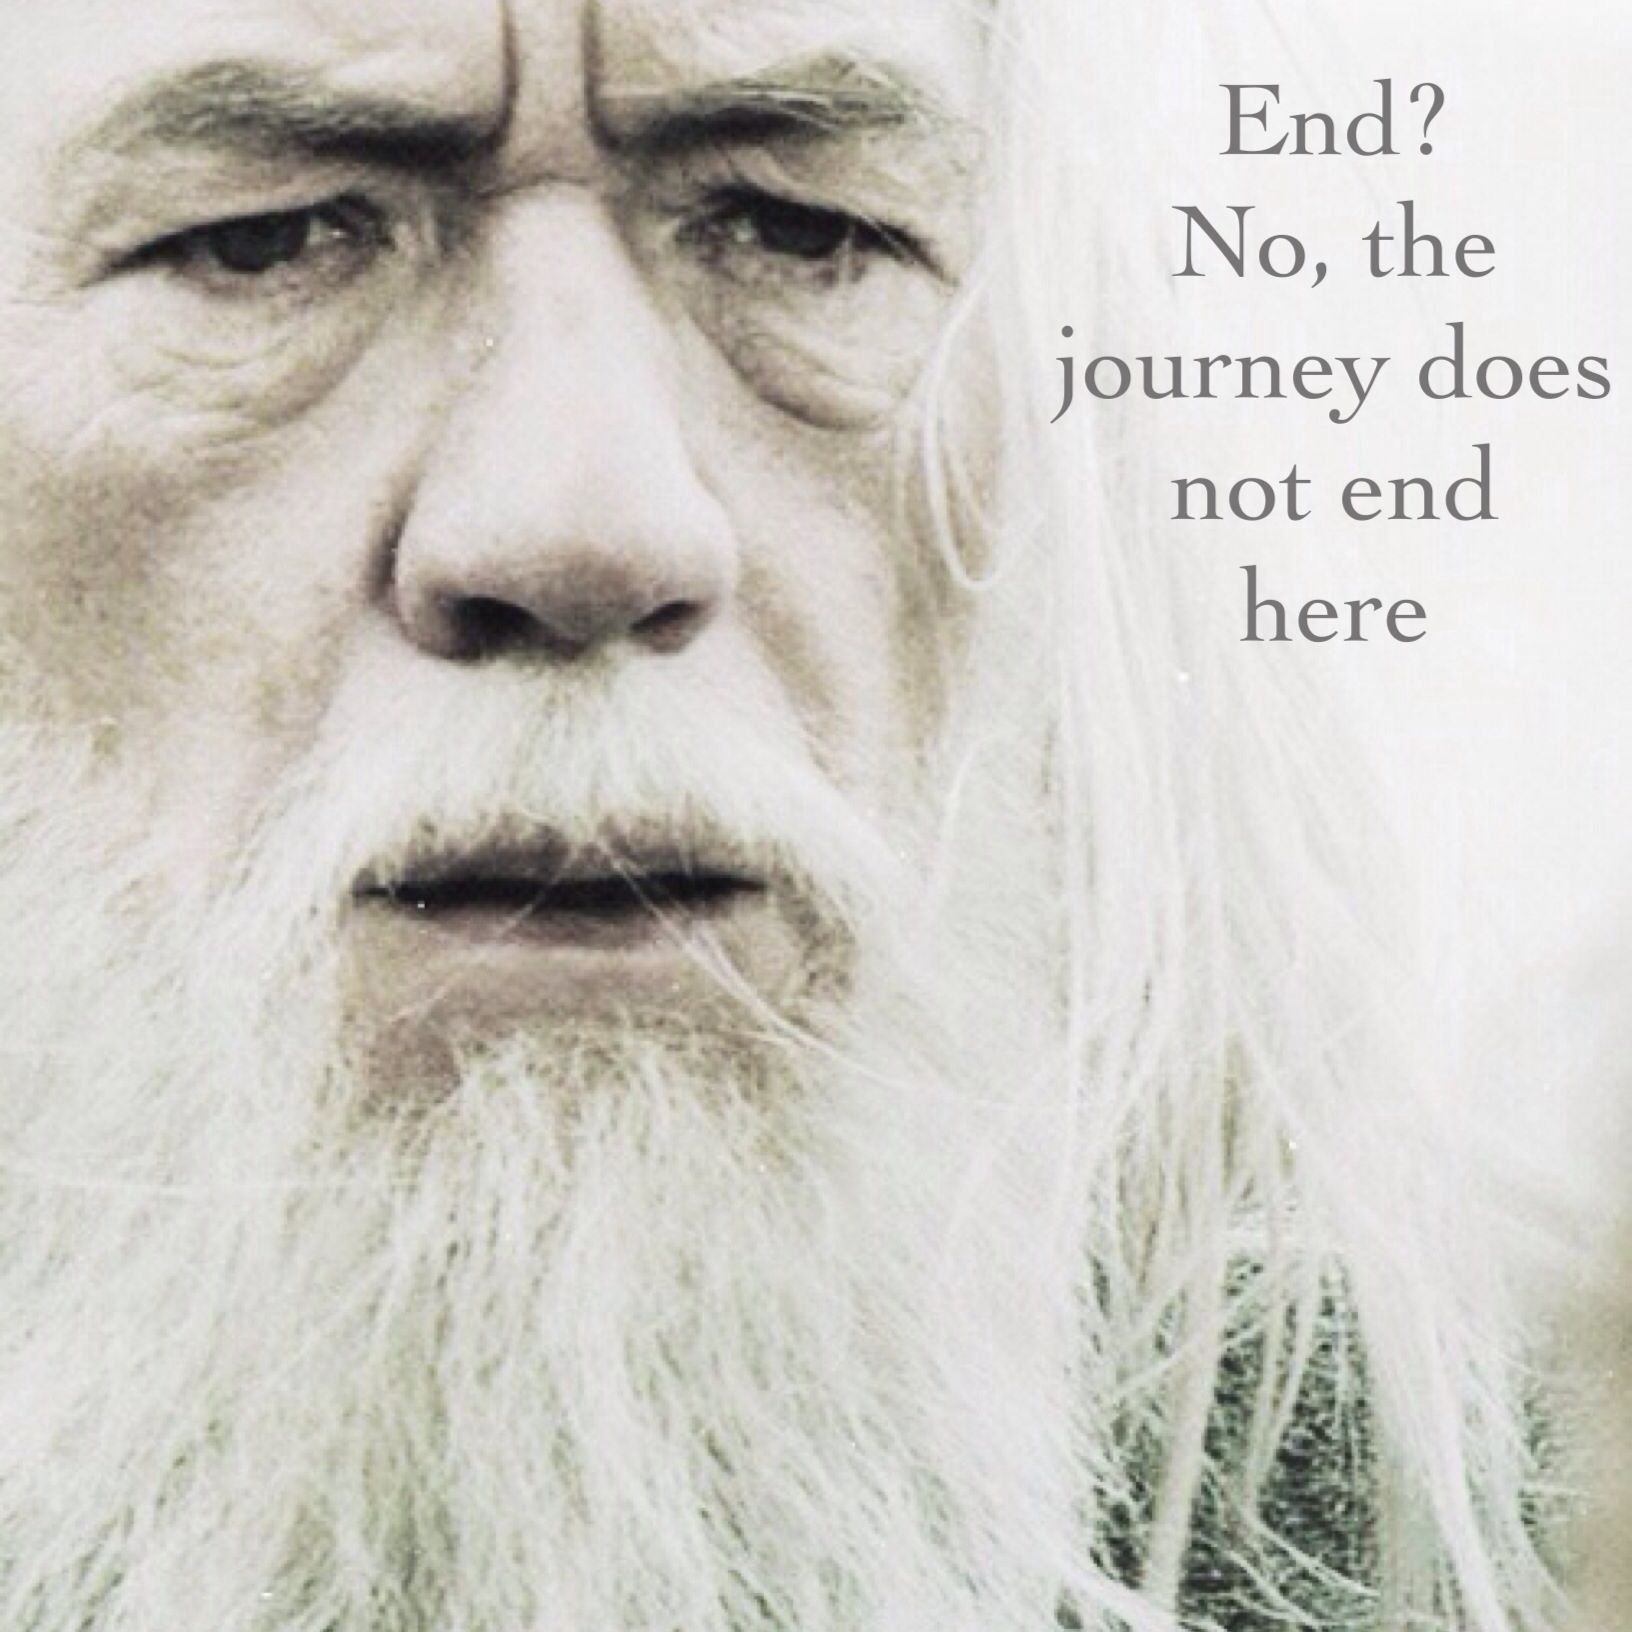 End?
No, the
journey does
not end
here